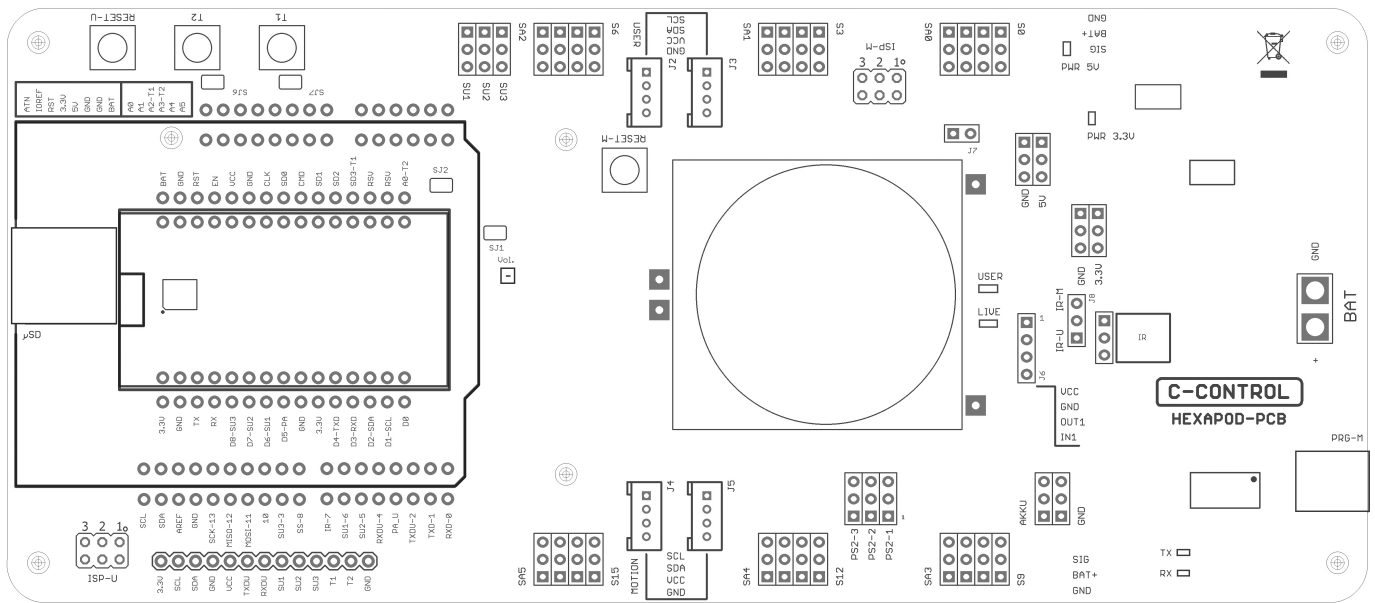 RESET-U
T2
T1
SJ6
SJ7
ATN
IOREF
RST
3.3V
5V
GND
GND
BAT
A0
A1
A2-T1
A3-T2
A4
A5
SU1
SU2
SU3
SA2
S6
USER
SCL
SDA
VCC
GND
J2
J3
SA1
S3
ISP-M
3 2 1
SA0
S0
GND
BAT+
SIG
PWR 5V
PWR 3.3V
J7
RESET-M
GND
5V
GND
3.3V
BAT
GND
RST
EN
VCC
GND
CLK
SD0
CMD
SD1
SD2
SD3-T1
RSV
RSV
A0-T2
SJ2
SJ1
Vol.
-
µSD
USER
LIVE
IR-M
IR-U
J8
IR
1
J6
VCC
GND
OUT1
IN1
GND
BAT
+
C-CONTROL
HEXAPOD-PCB
PRG-M
3.3V
GND
TX
RX
D8-SU3
D7-SU2
D6-SU1
D5-PA
GND
3.3V
D4-TXD
D3-RXD
D2-SDA
D1-SCL
D0
SCL
SDA
AREF
GND
SCK-13
MISO-12
MOSI-11
10
SU3-3
SS-8
IR-7
SU1-6
SU2-5
RXDU-4
PA_U
TXDU-2
TXD-1
RXD-0
3 2 1
ISP-U
3.3V
SCL
SDA
GND
VCC
TXDU
RXDU
SU1
SU2
SU3
T1
T2
GND
SA5
S15
J4
J5
MOTION
SCL
SDA
VCC
GND
SA4
S12
PS2-3
PS2-2
PS2-1
1
SA3
S9
AKKU
GND
SIG
BAT+
GND
TX
RX